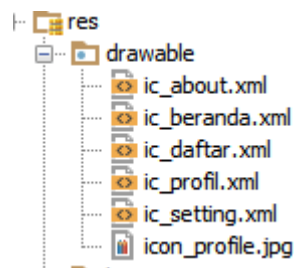 res
drawable
ic_about.xml
ic_beranda.xml
ic_daftar.xml
ic_profil.xml
ic_setting.xml
icon_profile.jpg